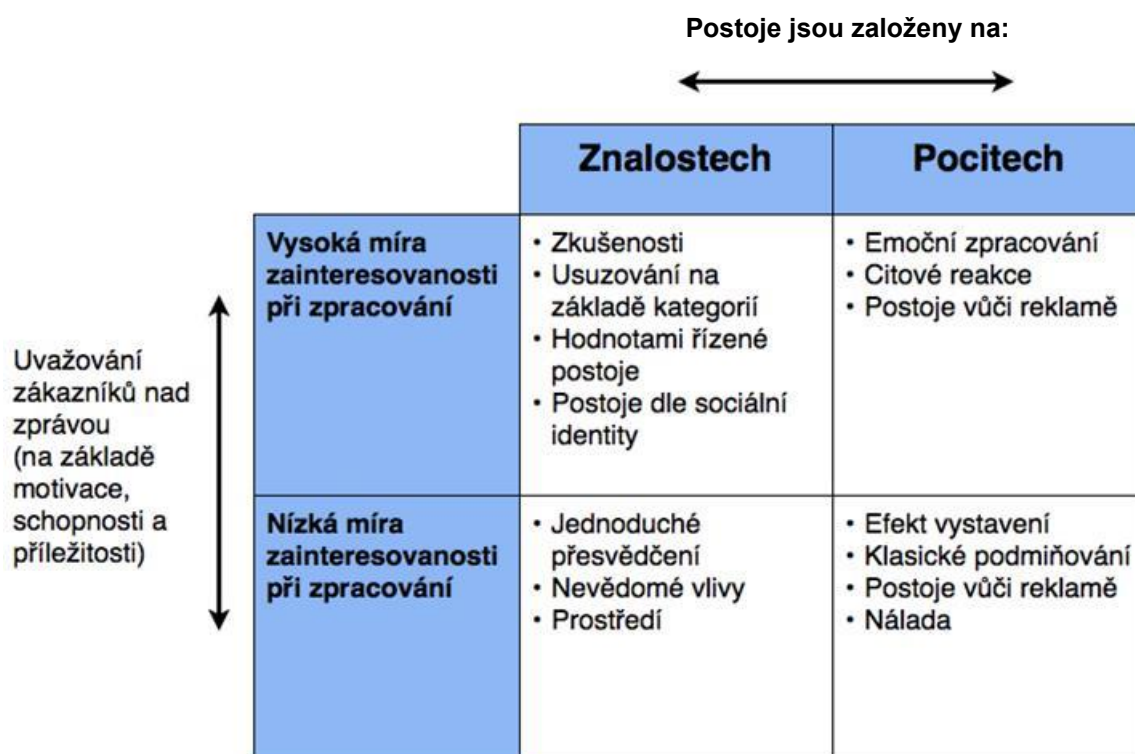 Postoje jsou založeny na:
Znalostech
Pocitech
Uvažování
zákazníků nad
zprávou
(na základě
motivace,
schopnosti a
příležitosti)
Vysoká míra
zainteresovanosti
při zpracování
• Zkušenosti
• Usuzování na
základě kategorií
• Hodnotami řízené
postoje
• Postoje dle sociální
identity
• Emoční zpracování
• Citové reakce
• Postoje vůči reklamě
Nízká míra
zainteresovanosti
při zpracování
• Jednoduché
přesvědčení
• Nevědomé vlivy
• Prostředí
• Efekt vystavení
• Klasické podmiňování
• Postoje vůči reklamě
• Nálada